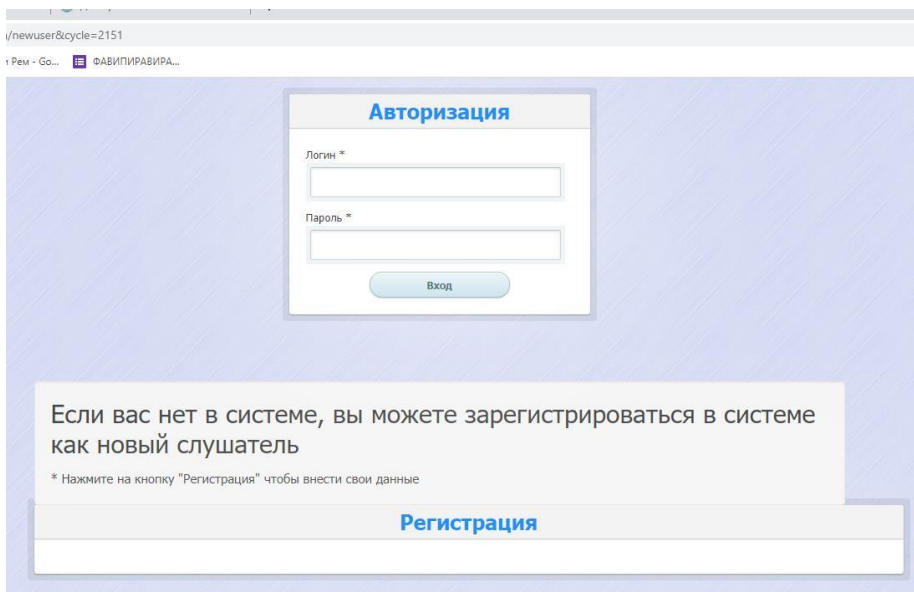 /newuser&cycle=2151
Рем - Go... ФАВИПИРАВИРА...
Авторизация
Логин *
Пароль *
Вход
Если вас нет в системе, вы можете зарегистрироваться в системе
как новый слушатель
* Нажмите на кнопку "Регистрация" чтобы внести свои данные
Регистрация